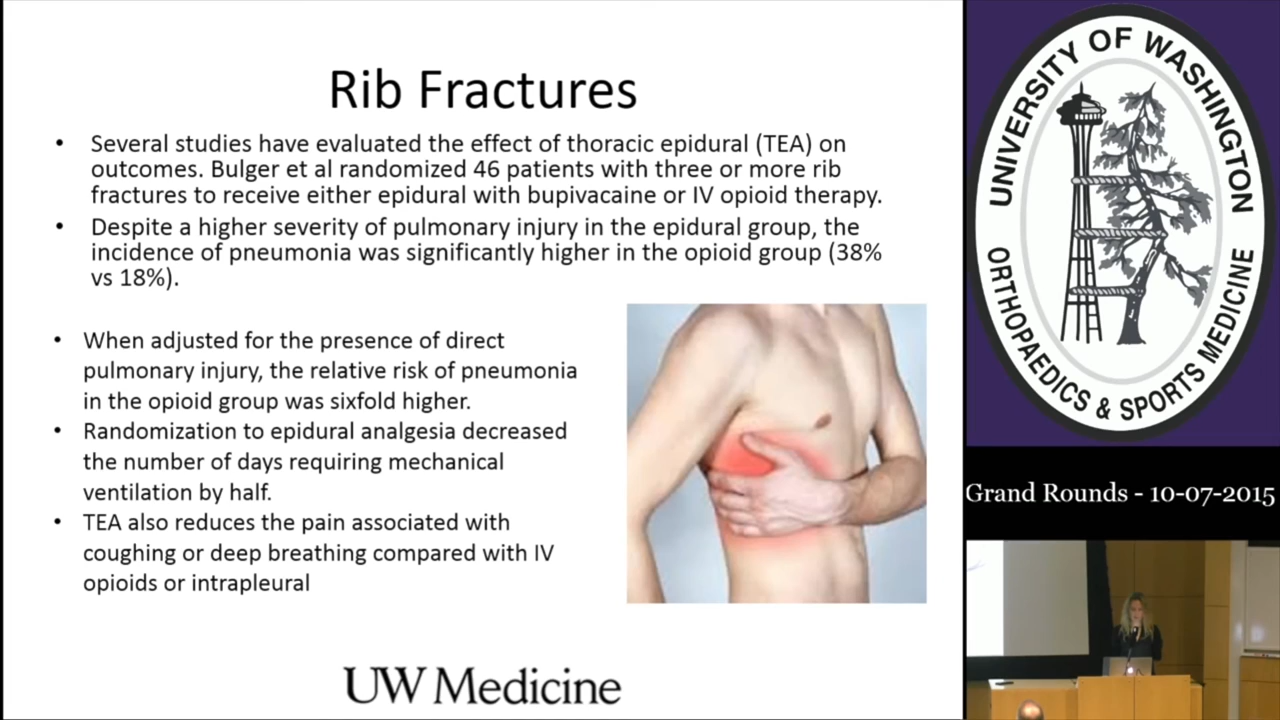 Rib Fractures
• Several studies have evaluated the effect of thoracic epidural (TEA) on
outcomes. Bulger et al randomized 46 patients with three or more rib
fractures to receive either epidural with bupivacaine or IV opioid therapy.
• Despite a higher severity of pulmonary injury in the epidural group, the
incidence of pneumonia was significantly higher in the opioid group (38%
vs 18%).
• When adjusted for the presence of direct
pulmonary injury, the relative risk of pneumonia
in the opioid group was sixfold higher.
• Randomization to epidural analgesia decreased
the number of days requiring mechanical
ventilation by half.
• TEA also reduces the pain associated with
coughing or deep breathing compared with IV
opioids or intrapleural
UW Medicine
UNIVERSITY OF WASHINGTON
ORTHOPAEDICS & SPORTS MEDICINE
Grand Rounds - 10-07-2015